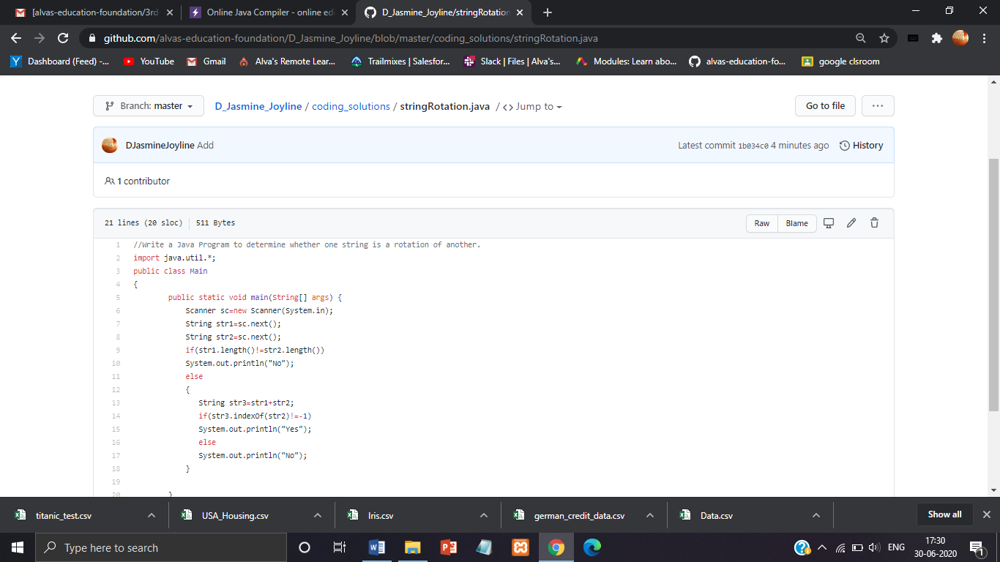 [alvas-education-foundation/3rd
Online Java Compiler - online edi
D_Jasmine_Joyline/stringRotation
github.com/alvas-education-foundation/D_Jasmine_Joyline/blob/master/coding_solutions/stringRotation.java
Dashboard (Feed) -... YouTube Gmail Alva's Remote Lear... Trailmixes | Salesfor... Slack | Files | Alva's... Modules: Learn abo... alvas-education-fo... google clsroom
Branch: master D_Jasmine_Joyline / coding_solutions / stringRotation.java / <> Jump to Go to file ...
DJasmineJoyline Add Latest commit 1b034c0 4 minutes ago History
1 contributor
21 lines (20 sloc) 511 Bytes Raw Blame
1 //Write a Java Program to determine whether one string is a rotation of another.
2 import java.util.*;
3 public class Main
4 {
5 public static void main(String[] args) {
6 Scanner sc=new Scanner(System.in);
7 String str1=sc.next();
8 String str2=sc.next();
9 if(str1.length()!=str2.length())
10 System.out.println("No");
11 else
12 {
13 String str3=str1+str2;
14 if(str3.indexOf(str2)!=-1)
15 System.out.println("Yes");
16 else
17 System.out.println("No");
18 }
19
20 }
titanic_test.csv USA_Housing.csv Iris.csv german_credit_data.csv Data.csv Show all
Type here to search ENG 17:30
30-06-2020 1